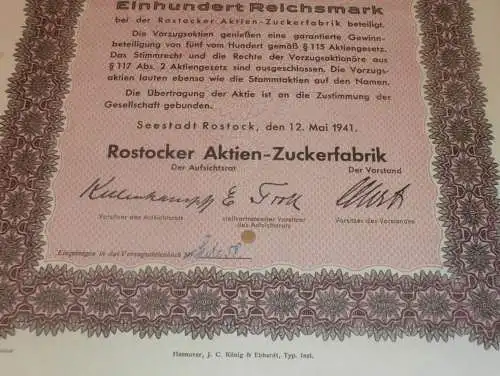 Einhundert Reichsmark
bei der Rostocker Aktien-Zuckerfabrik beteiligt.
Die Vorzugsaktien genießen eine garantierte Gewinn-
beteiligung von fünf vom Hundert gemäß § 115 Aktiengesetz.
Das Stimmrecht und die Rechte der Vorzugsaktionäre aus
§ 117 Abs. 2 Aktiengesetz sind ausgeschlossen. Die Vorzugs-
aktien lauten ebenso wie die Stammaktien auf den Namen.
Die Übertragung der Aktie ist an die Zustimmung der
Gesellschaft gebunden.
Seestadt Rostock, den 12. Mai 1941.
Rostocker Aktien-Zuckerfabrik
Der Aufsichtsrat Der Vorstand
Vorsitzer des Aufsichtsrats stellvertretender Vorsitzer des Aufsichtsrats Vorsitzer des Vorstandes
Eingetragen in das Vorzugsaktienbuch
Hannover, J. C. König & Ebhardt, Typ. Inst.